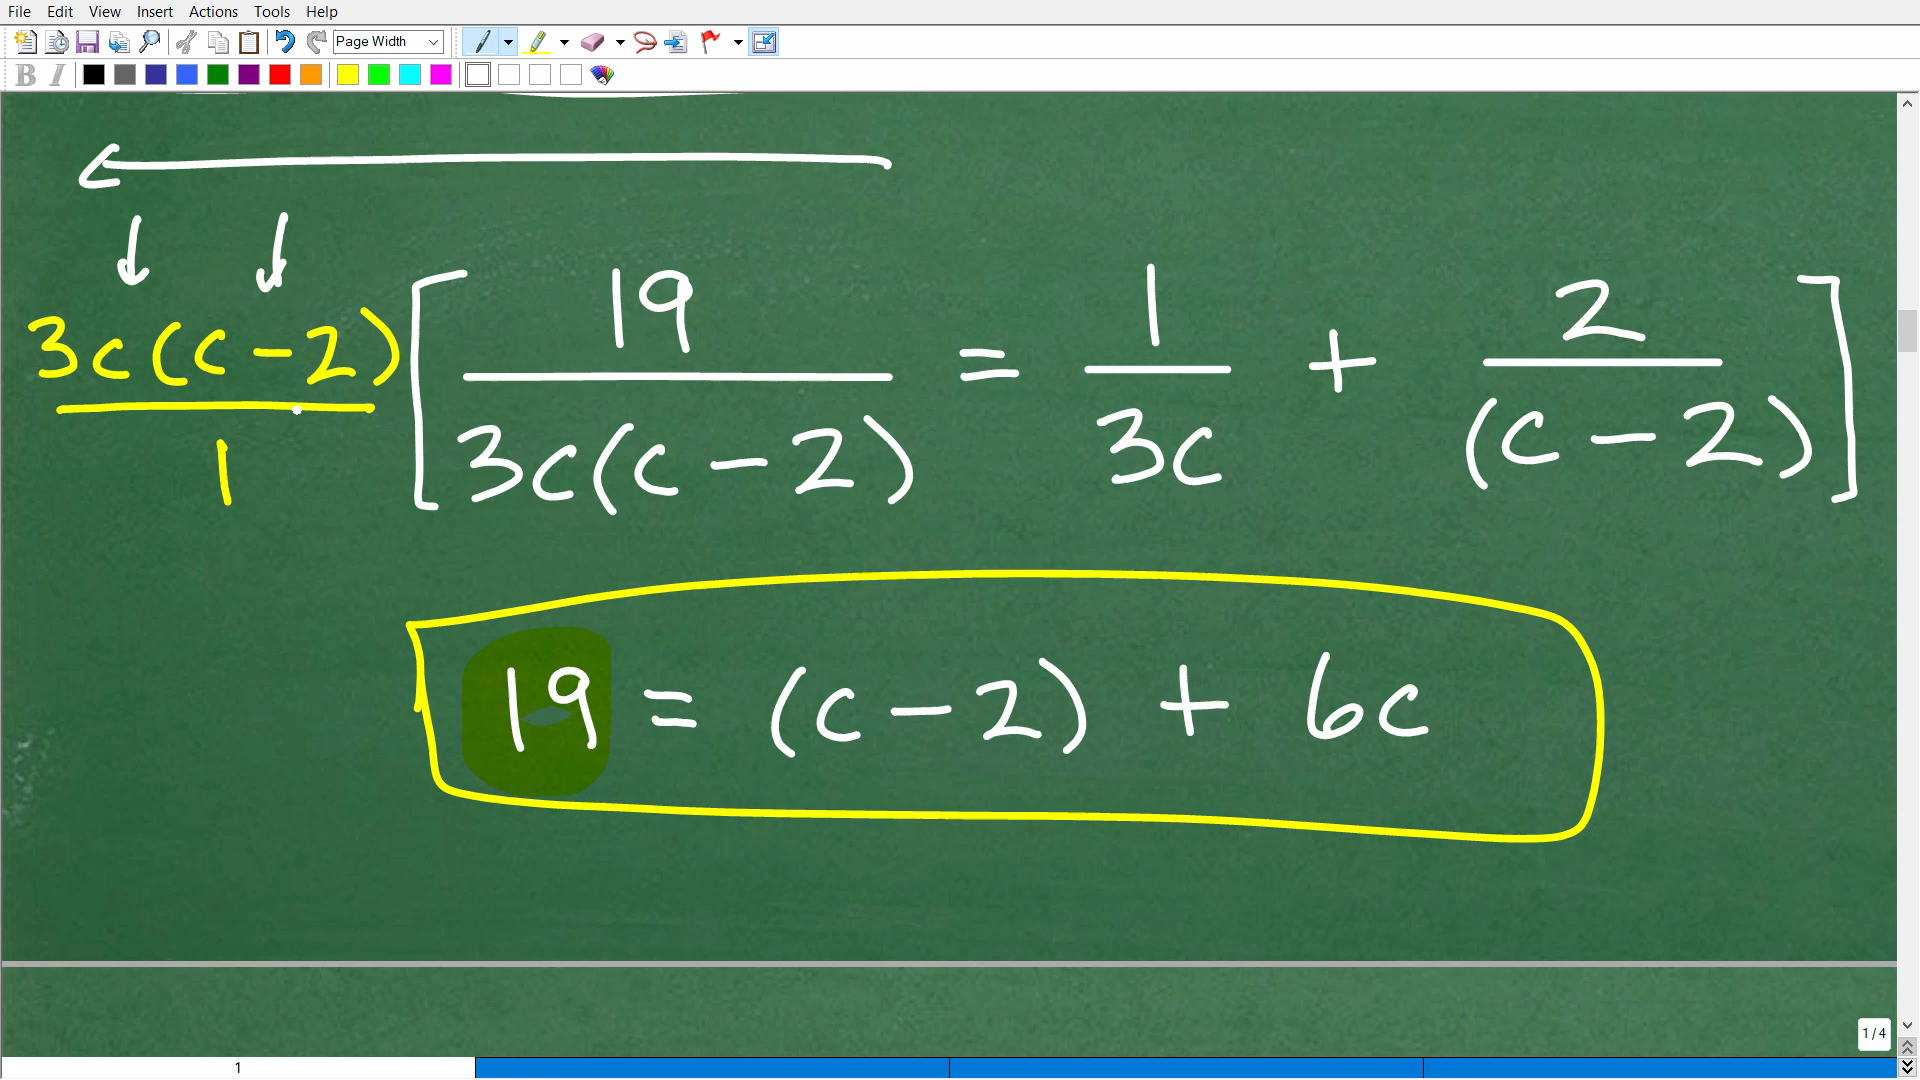 File Edit View Insert Actions Tools Help
Page Width
B I
3c(c-2)/1 [ 19/3c(c-2) = 1/3c + 2/(c-2) ]
19 = (c-2) + 6c
1 / 4
1